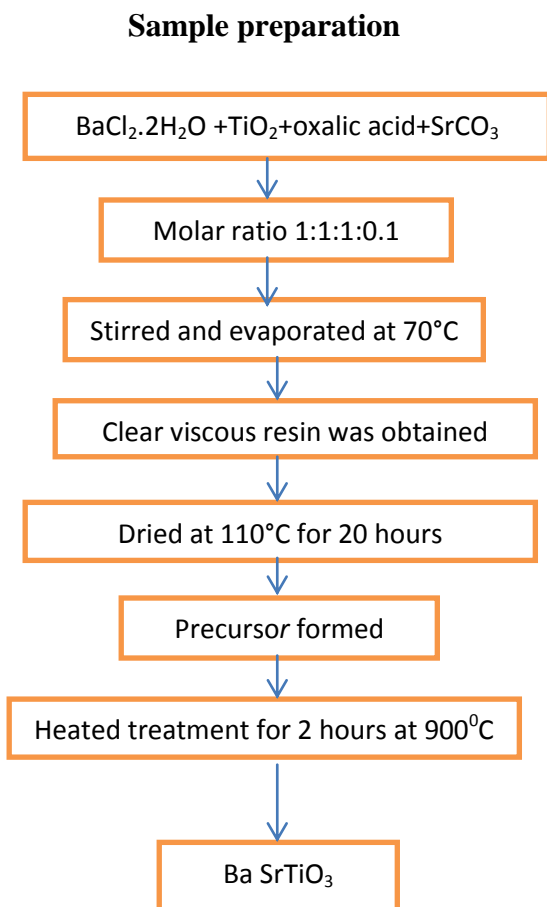 Sample preparation
BaCl₂.2H₂O +TiO₂+oxalic acid+SrCO₃
Molar ratio 1:1:1:0.1
Stirred and evaporated at 70°C
Clear viscous resin was obtained
Dried at 110°C for 20 hours
Precursor formed
Heated treatment for 2 hours at 900⁰C
Ba SrTiO₃